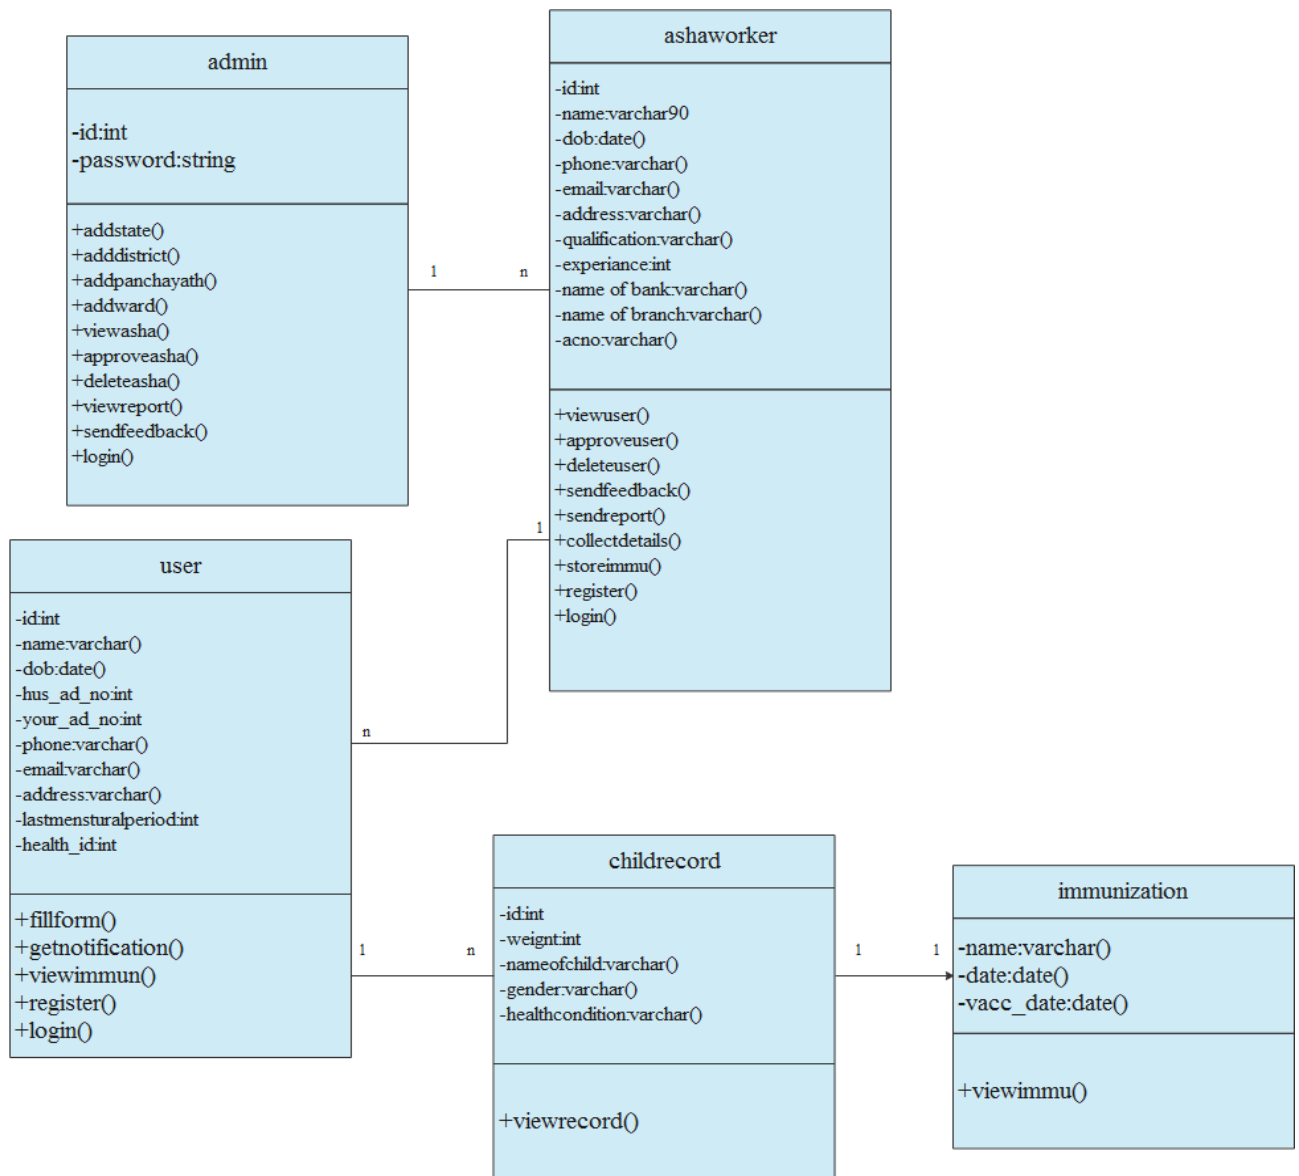 admin
-id:int
-password:string
+addstate()
+adddistrict()
+addpanchayath()
+addward()
+viewasha()
+approveasha()
+deleteasha()
+viewreport()
+sendfeedback()
+login()
1
n
ashaworker
-id:int
-name:varchar90
-dob:date()
-phone:varchar()
-email:varchar()
-address:varchar()
-qualification:varchar()
-experiance:int
-name of bank:varchar()
-name of branch:varchar()
-acno:varchar()
+viewuser()
+approveuser()
+deleteuser()
+sendfeedback()
+sendreport()
+collectdetails()
+storeimmu()
+register()
+login()
1
n
user
-id:int
-name:varchar()
-dob:date()
-hus_ad_no:int
-your_ad_no:int
-phone:varchar()
-email:varchar()
-address:varchar()
-lastmensturalperiod:int
-health_id:int
+fillform()
+getnotification()
+viewimmun()
+register()
+login()
1
n
childrecord
-id:int
-weignt:int
-nameofchild:varchar()
-gender:varchar()
-healthcondition:varchar()
+viewrecord()
1
1
immunization
-name:varchar()
-date:date()
-vacc_date:date()
+viewimmu()